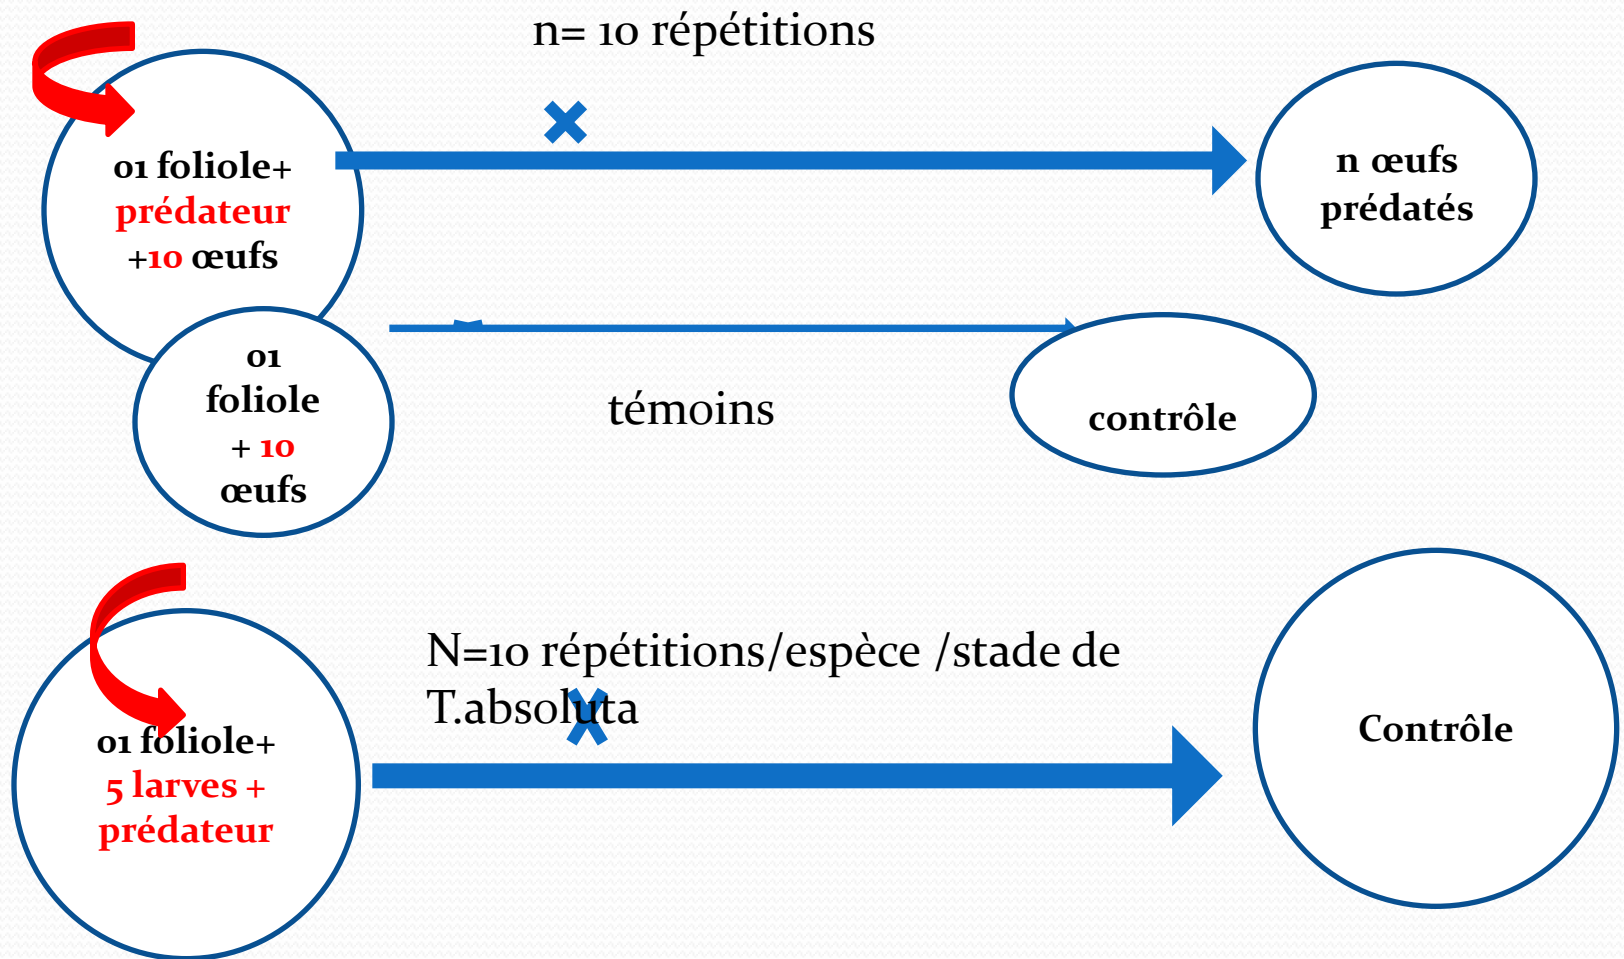 n= 10 répétitions
01 foliole+
prédateur
+10 œufs
n œufs
prédatés
01
foliole
+ 10
œufs
témoins
contrôle
N=10 répétitions/espèce /stade de
T.absoluta
01 foliole+
5 larves +
prédateur
Contrôle